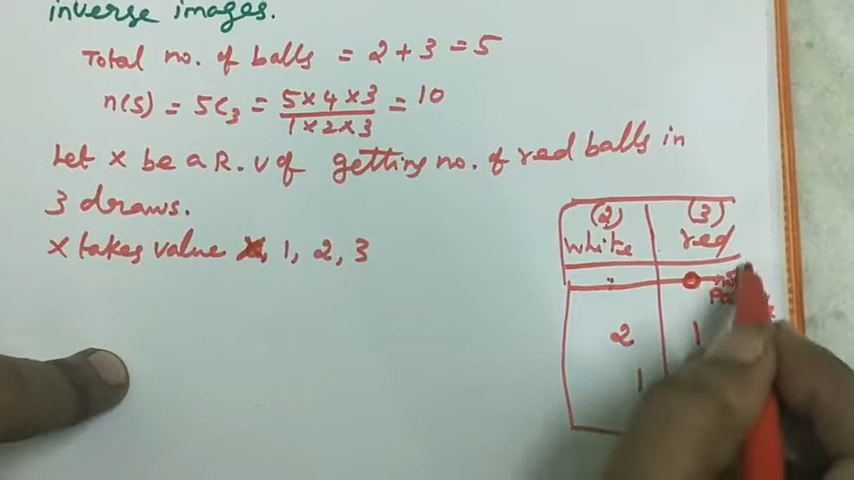 inverse images.
Total no. of balls = 2 + 3 = 5
n(S) = 5C₃ = 5×4×3 / 1×2×3 = 10
Let x be a R.v of getting no. of red balls in
3 draws.
x takes value 1, 2, 3
(2) (3)
white red
0
2 1
1